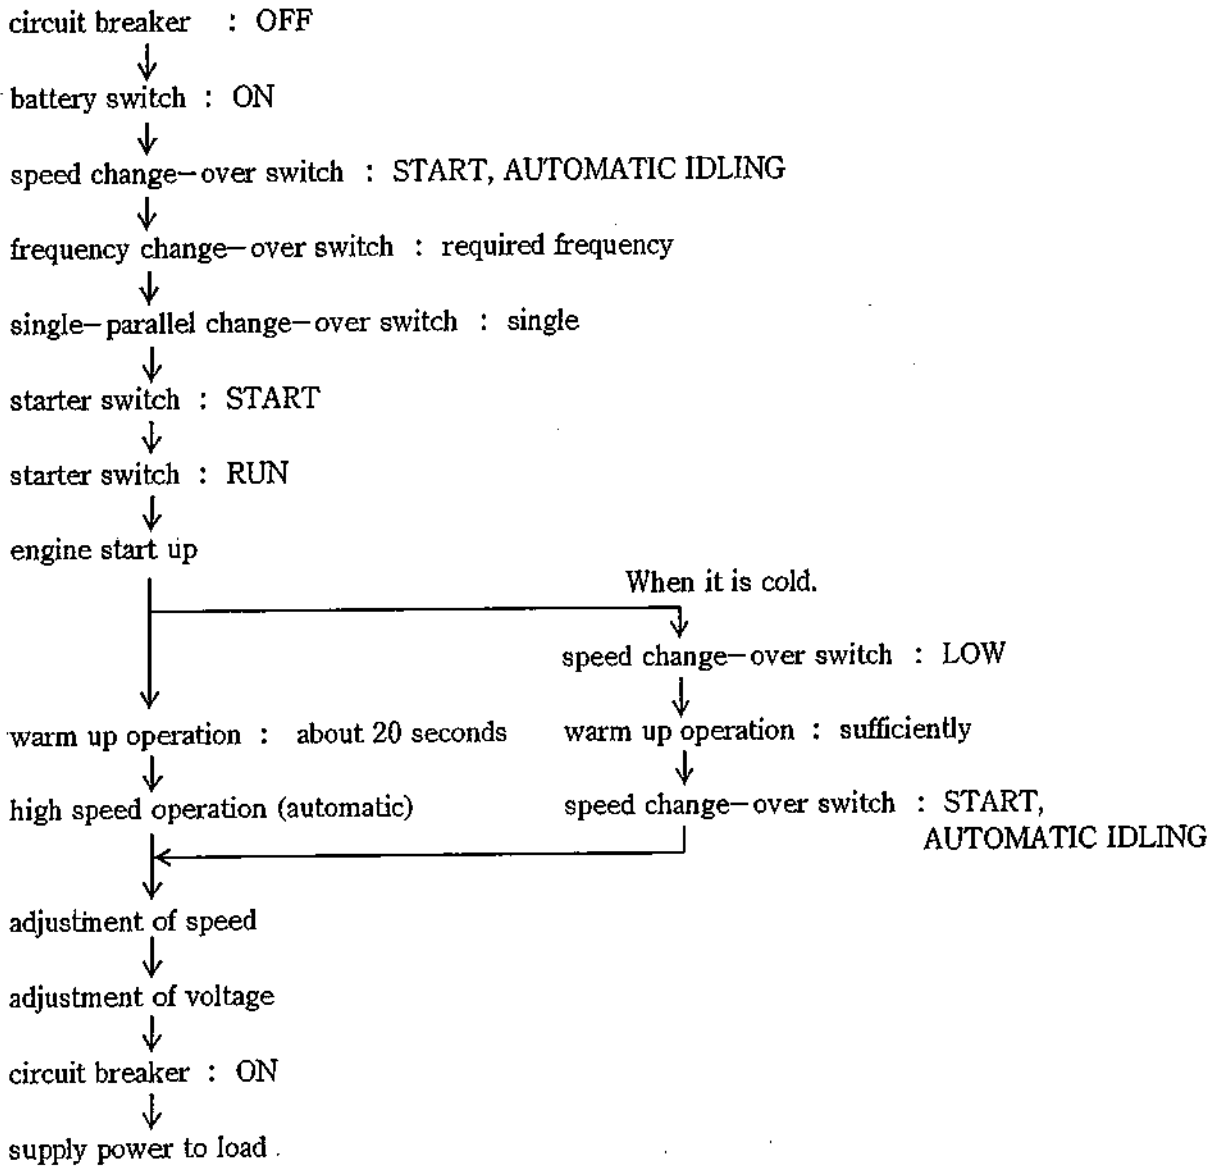 circuit breaker : OFF
battery switch : ON
speed change-over switch : START, AUTOMATIC IDLING
frequency change-over switch : required frequency
single-parallel change-over switch : single
starter switch : START
starter switch : RUN
engine start up
When it is cold.
speed change-over switch : LOW
warm up operation : about 20 seconds
warm up operation : sufficiently
high speed operation (automatic)
speed change-over switch : START,
AUTOMATIC IDLING
adjustment of speed
adjustment of voltage
circuit breaker : ON
supply power to load